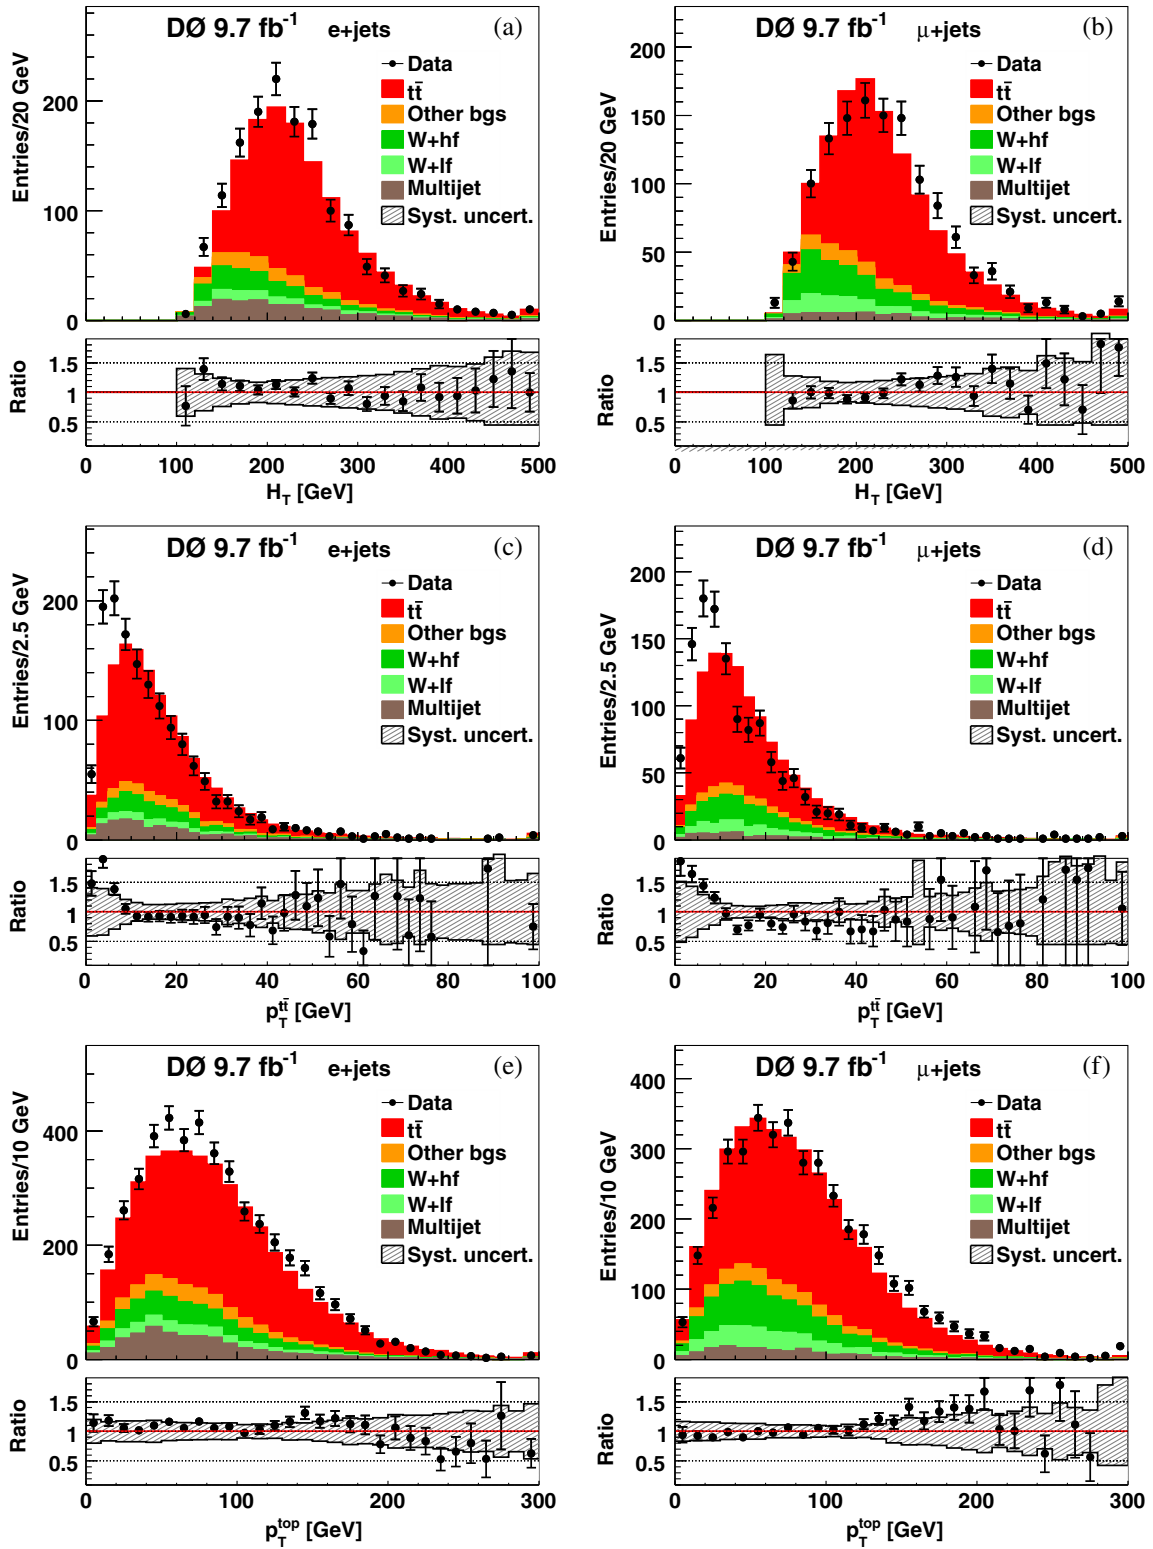 DØ 9.7 fb⁻¹ e+jets (a)
Entries/20 GeV
200
100
0
Data
tt̄
Other bgs
W+hf
W+lf
Multijet
Syst. uncert.
Ratio
1.5
1
0.5
0 100 200 300 400 500
H_T [GeV]
DØ 9.7 fb⁻¹ μ+jets (b)
Entries/20 GeV
200
150
100
50
0
Data
tt̄
Other bgs
W+hf
W+lf
Multijet
Syst. uncert.
Ratio
1.5
1
0.5
0 100 200 300 400 500
H_T [GeV]
DØ 9.7 fb⁻¹ e+jets (c)
Entries/2.5 GeV
200
100
0
Data
tt̄
Other bgs
W+hf
W+lf
Multijet
Syst. uncert.
Ratio
1.5
1
0.5
0 20 40 60 80 100
p_T^tt̄ [GeV]
DØ 9.7 fb⁻¹ μ+jets (d)
Entries/2.5 GeV
200
150
100
50
0
Data
tt̄
Other bgs
W+hf
W+lf
Multijet
Syst. uncert.
Ratio
1.5
1
0.5
0 20 40 60 80 100
p_T^tt̄ [GeV]
DØ 9.7 fb⁻¹ e+jets (e)
Entries/10 GeV
400
200
0
Data
tt̄
Other bgs
W+hf
W+lf
Multijet
Syst. uncert.
Ratio
1.5
1
0.5
0 100 200 300
p_T^top [GeV]
DØ 9.7 fb⁻¹ μ+jets (f)
Entries/10 GeV
400
300
200
100
0
Data
tt̄
Other bgs
W+hf
W+lf
Multijet
Syst. uncert.
Ratio
1.5
1
0.5
0 100 200 300
p_T^top [GeV]